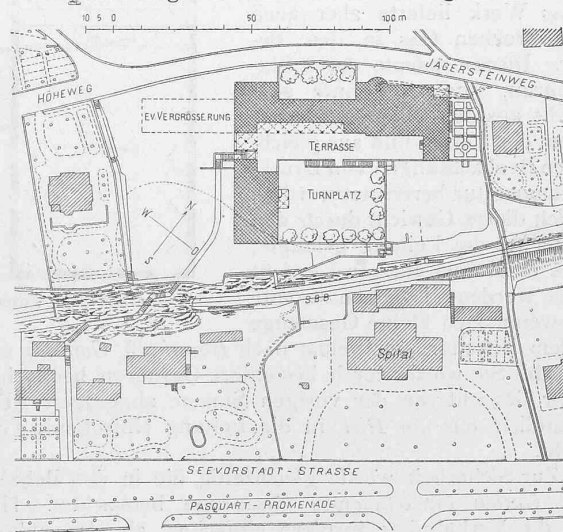 10 5 0 50 100 m
JÄGERSTEINWEG
HÖHEWEG
EV. VERGRÖSSERUNG
TERRASSE
TURNPLATZ
N
W
S
O
S.B.B.
Spital
SEEVORSTADT - STRASSE
PASQUART - PROMENADE